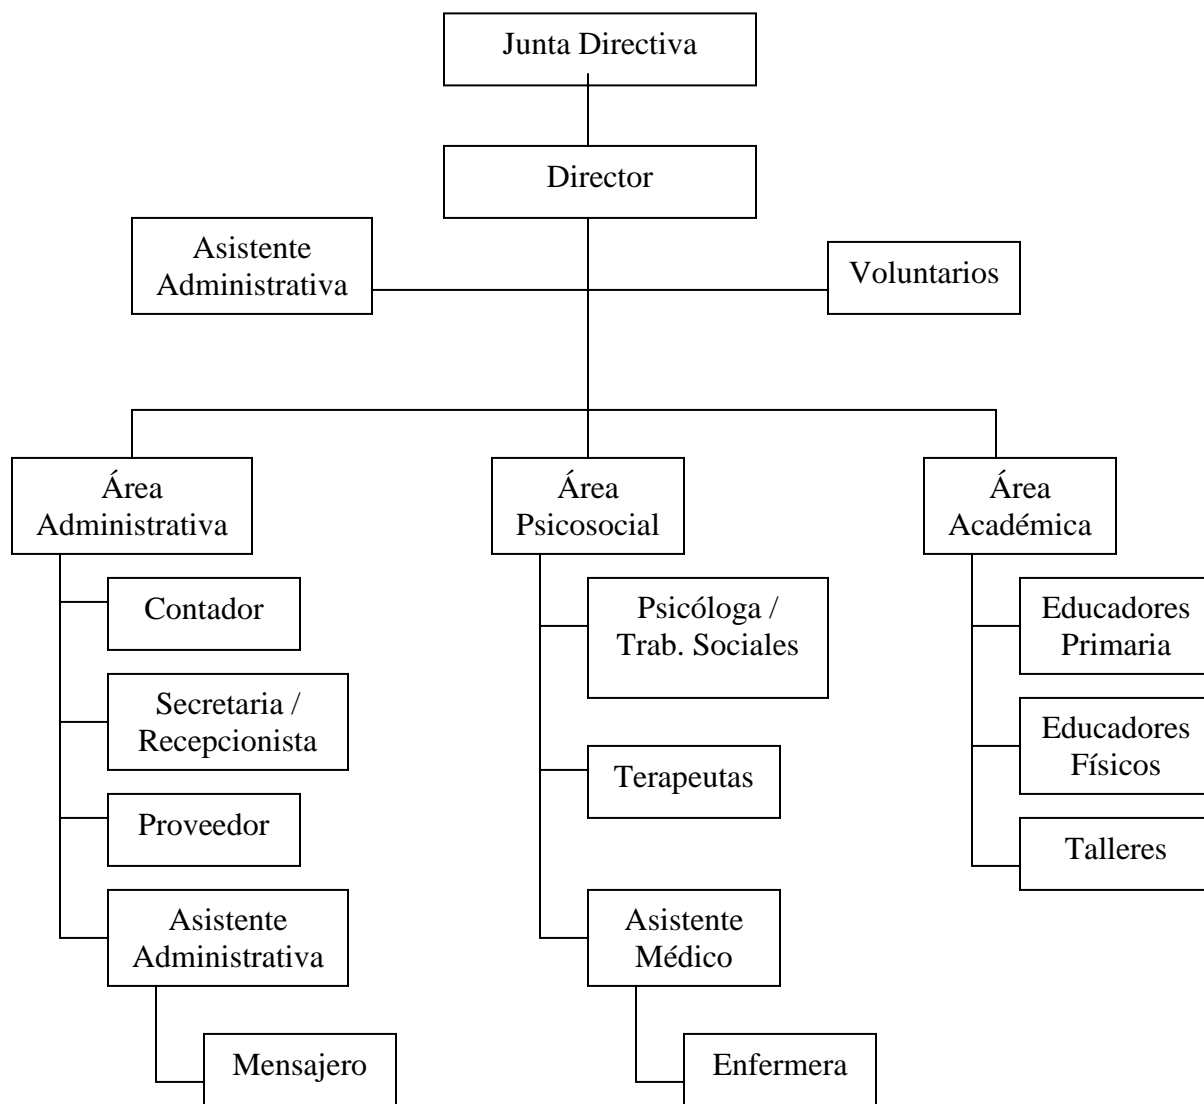 Junta Directiva
Director
Asistente
Administrativa
Voluntarios
Área
Administrativa
Área
Psicosocial
Área
Académica
Contador
Secretaria /
Recepcionista
Proveedor
Asistente
Administrativa
Mensajero
Psicóloga /
Trab. Sociales
Terapeutas
Asistente
Médico
Enfermera
Educadores
Primaria
Educadores
Físicos
Talleres